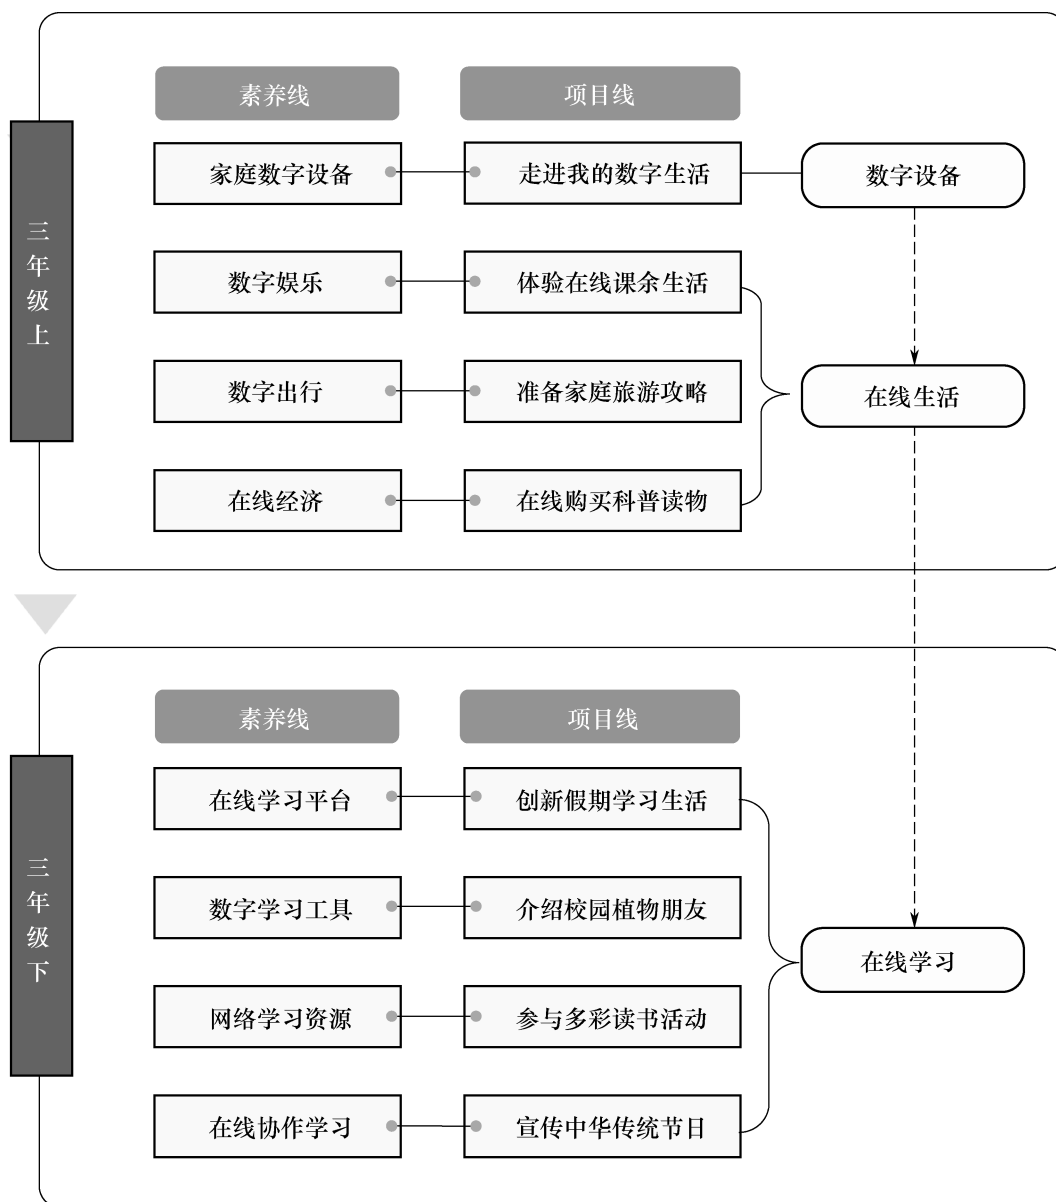 三年级上
素养线 项目线
家庭数字设备 走进我的数字生活 数字设备
数字娱乐 体验在线课余生活
数字出行 准备家庭旅游攻略 在线生活
在线经济 在线购买科普读物
三年级下
素养线 项目线
在线学习平台 创新假期学习生活
数字学习工具 介绍校园植物朋友
在线学习
网络学习资源 参与多彩读书活动
在线协作学习 宣传中华传统节日